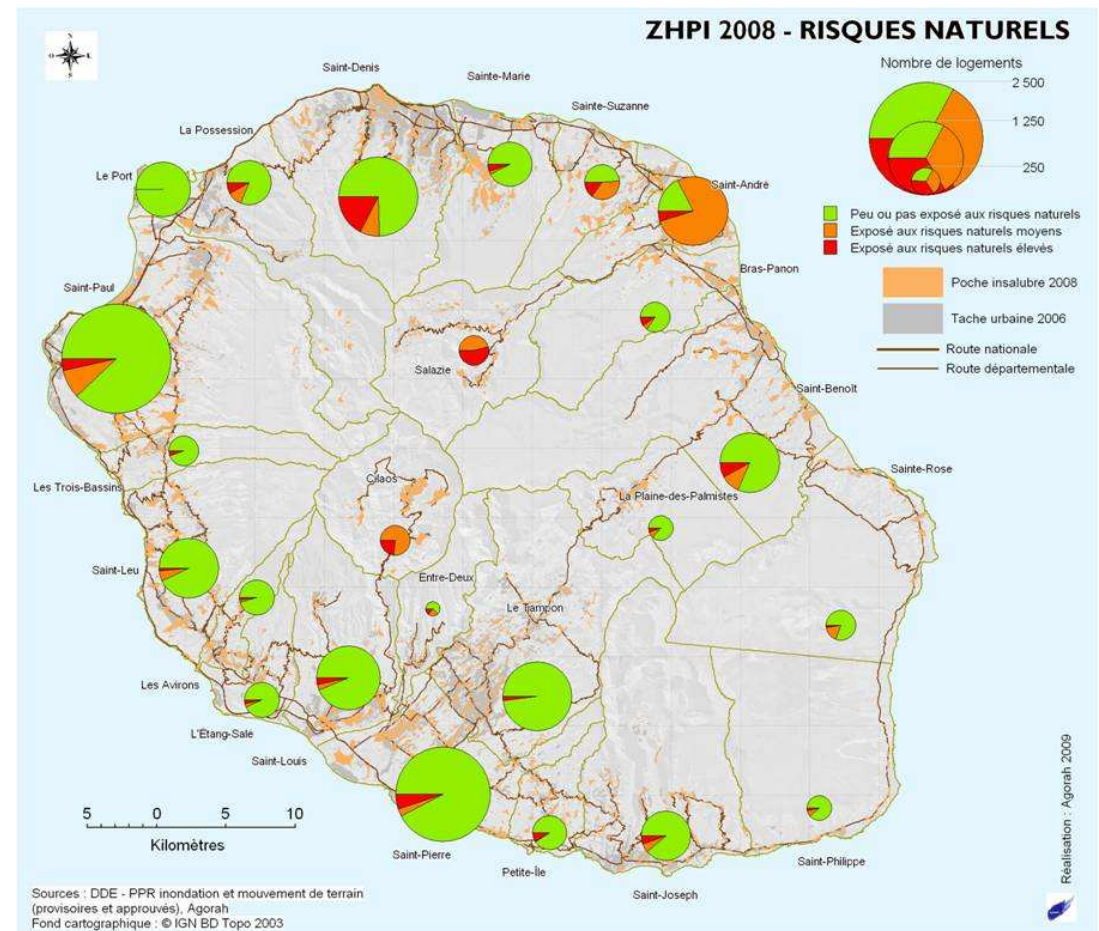 ZHPI 2008 - RISQUES NATURELS
N
O
E
S
Nombre de logements
2 500
1 250
250
Peu ou pas exposé aux risques naturels
Exposé aux risques naturels moyens
Exposé aux risques naturels élevés
Poche insalubre 2008
Tache urbaine 2006
Route nationale
Route départementale
Saint-Denis
Sainte-Marie
Sainte-Suzanne
La Possession
Le Port
Saint-André
Bras-Panon
Saint-Paul
Salazie
Saint-Benoît
Sainte-Rose
Les Trois-Bassins
Cilaos
La Plaine-des-Palmistes
Saint-Leu
Entre-Deux
Le Tampon
Les Avirons
L'Étang-Salé
Saint-Louis
Saint-Pierre
Petite-Île
Saint-Joseph
Saint-Philippe
5 0 5 10
Kilomètres
Sources : DDE - PPR inondation et mouvement de terrain
(provisoires et approuvés), Agorah
Fond cartographique : © IGN BD Topo 2003
Réalisation : Agorah 2009